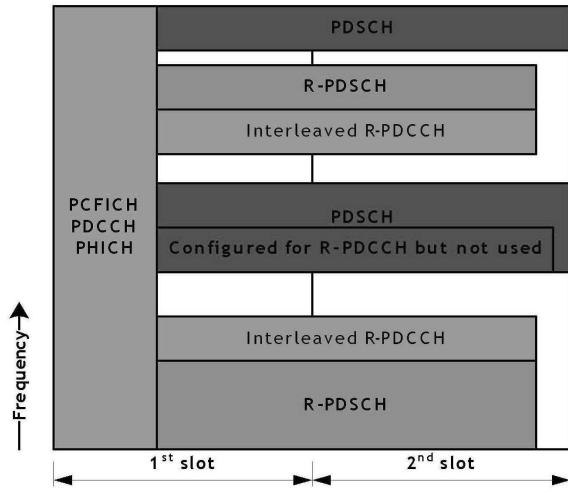 PDSCH
R-PDSCH
Interleaved R-PDCCH
PCFICH
PDCCH
PHICH
PDSCH
Configured for R-PDCCH but not used
Interleaved R-PDCCH
R-PDSCH
Frequency
1st slot
2nd slot